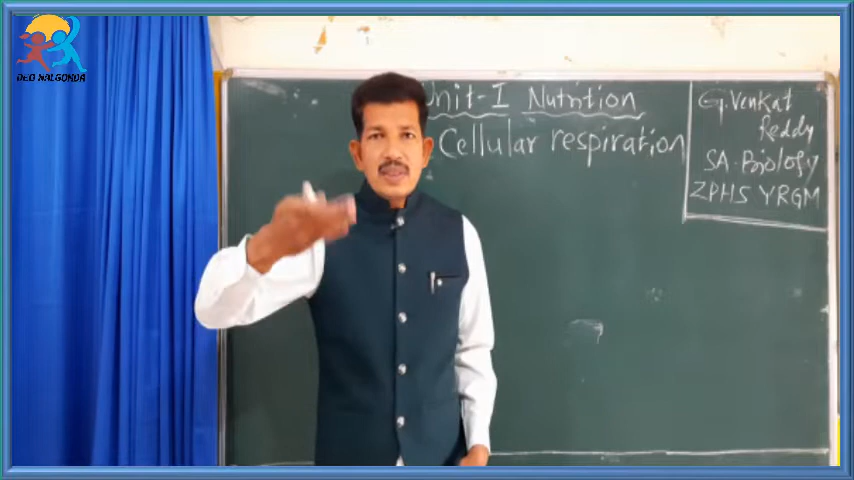 DEO NALGONDA
Unit-I Nutrition
Cellular respiration
G. Venkat
Reddy
SA. Biology
ZPHS YRGM